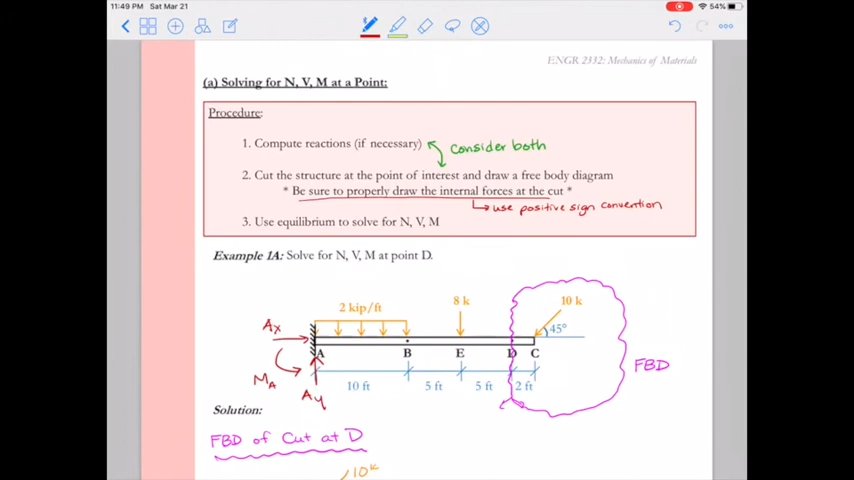 11:49 PM Sat Mar 21
54%
ENGR 2332: Mechanics of Materials
(a) Solving for N, V, M at a Point:
Procedure:
1. Compute reactions (if necessary)
consider both
2. Cut the structure at the point of interest and draw a free body diagram
* Be sure to properly draw the internal forces at the cut *
use positive sign convention
3. Use equilibrium to solve for N, V, M
Example 1A: Solve for N, V, M at point D.
2 kip/ft
8 k
10 k
45°
Ax
A B E D C
FBD
MA
Ay
10 ft 5 ft 5 ft 2 ft
Solution:
FBD of Cut at D
10k